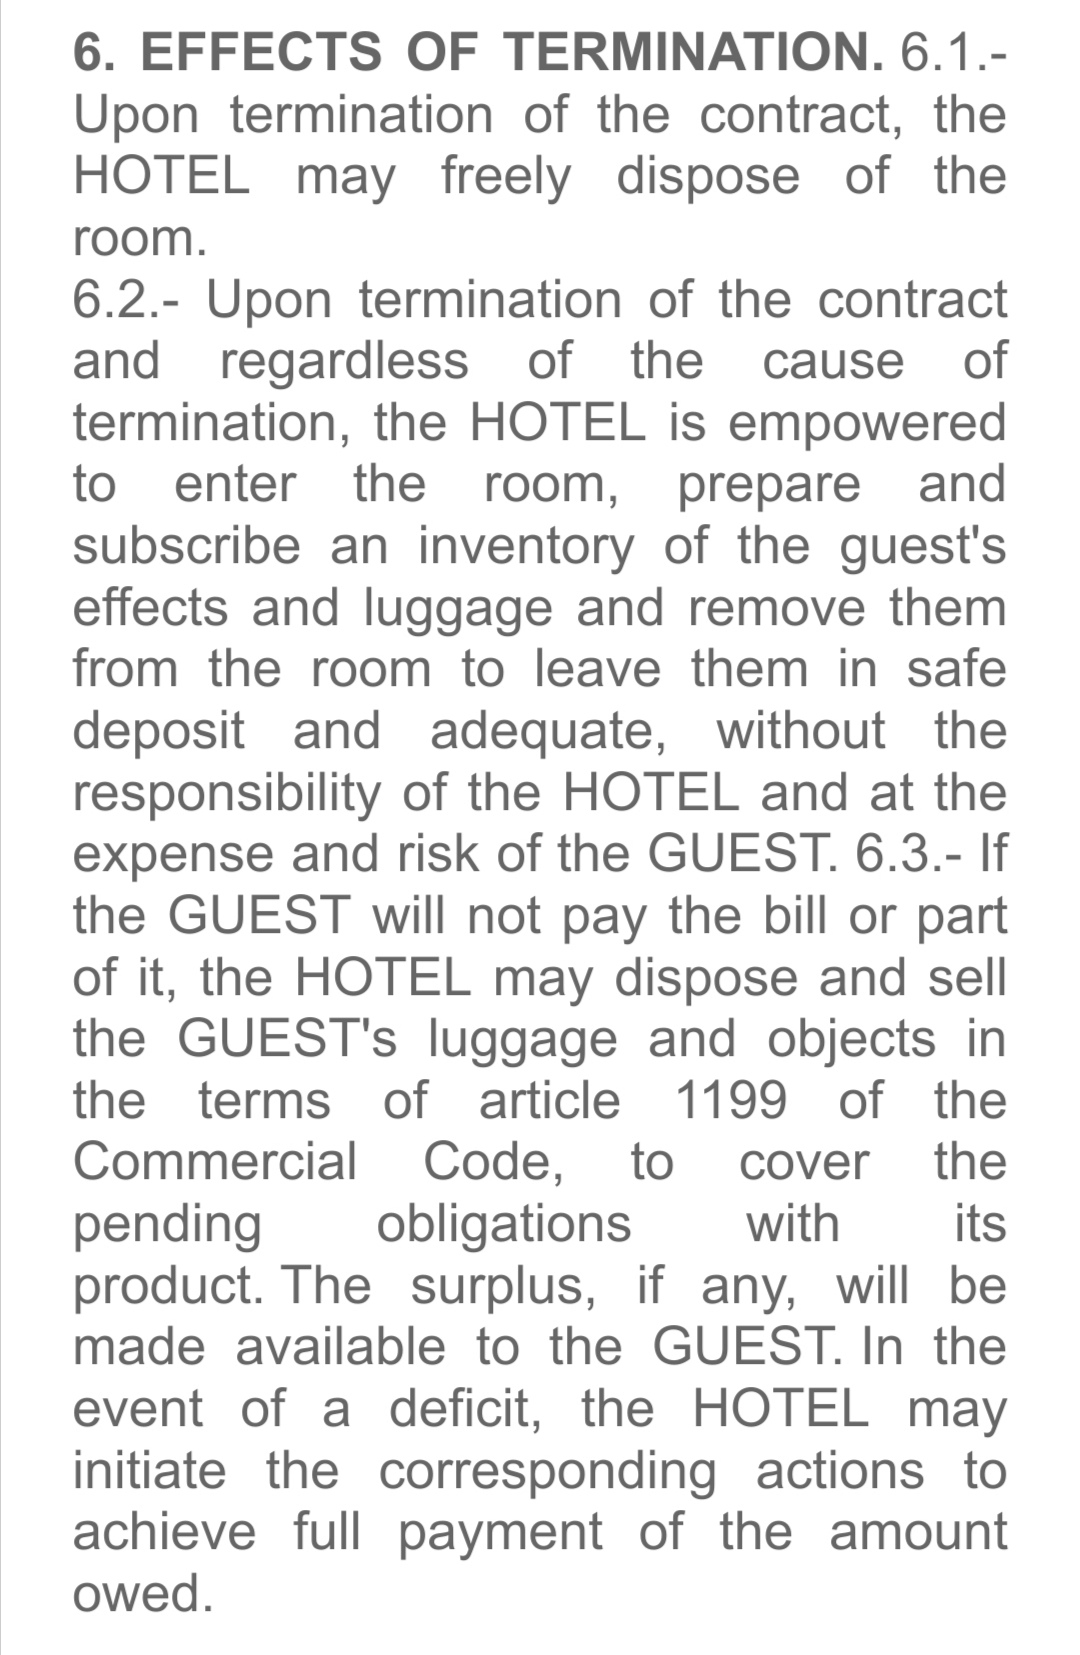 6. EFFECTS OF TERMINATION. 6.1.-
Upon termination of the contract, the
HOTEL may freely dispose of the
room.
6.2.- Upon termination of the contract
and regardless of the cause of
termination, the HOTEL is empowered
to enter the room, prepare and
subscribe an inventory of the guest's
effects and luggage and remove them
from the room to leave them in safe
deposit and adequate, without the
responsibility of the HOTEL and at the
expense and risk of the GUEST. 6.3.- If
the GUEST will not pay the bill or part
of it, the HOTEL may dispose and sell
the GUEST's luggage and objects in
the terms of article 1199 of the
Commercial Code, to cover the
pending obligations with its
product. The surplus, if any, will be
made available to the GUEST. In the
event of a deficit, the HOTEL may
initiate the corresponding actions to
achieve full payment of the amount
owed.